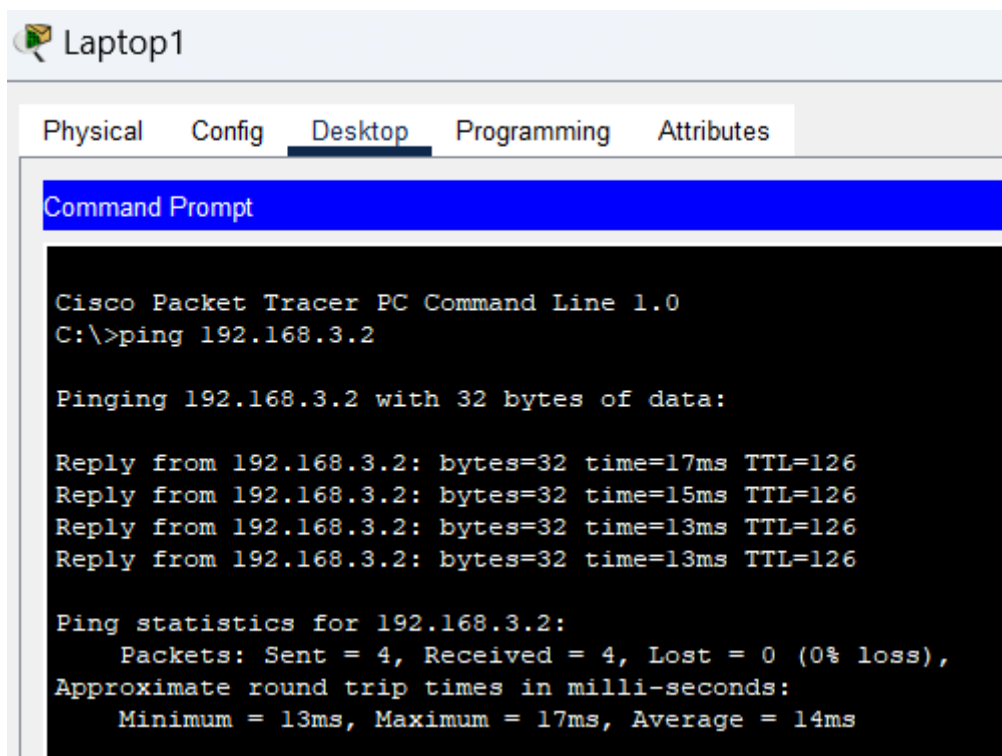 Laptop1
Physical Config Desktop Programming Attributes
Command Prompt
Cisco Packet Tracer PC Command Line 1.0
C:\>ping 192.168.3.2
Pinging 192.168.3.2 with 32 bytes of data:
Reply from 192.168.3.2: bytes=32 time=17ms TTL=126
Reply from 192.168.3.2: bytes=32 time=15ms TTL=126
Reply from 192.168.3.2: bytes=32 time=13ms TTL=126
Reply from 192.168.3.2: bytes=32 time=13ms TTL=126
Ping statistics for 192.168.3.2:
Packets: Sent = 4, Received = 4, Lost = 0 (0% loss),
Approximate round trip times in milli-seconds:
Minimum = 13ms, Maximum = 17ms, Average = 14ms